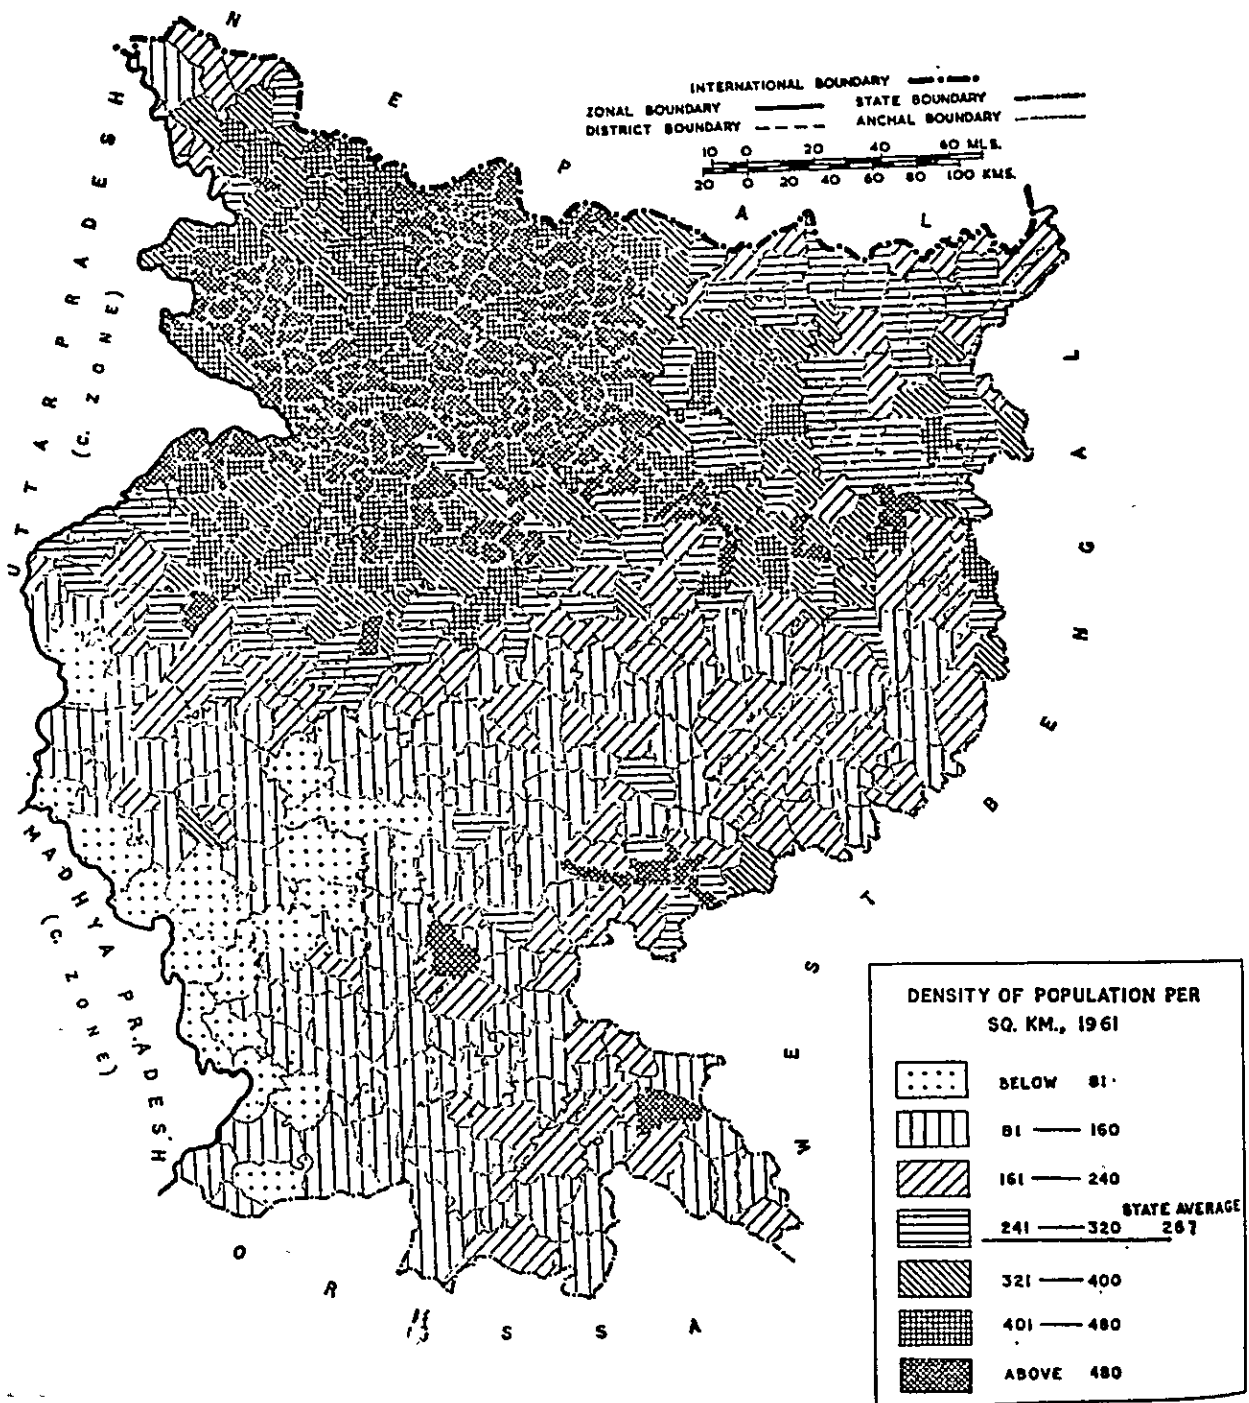 NEPAL
INTERNATIONAL BOUNDARY
ZONAL BOUNDARY STATE BOUNDARY
DISTRICT BOUNDARY ANCHAL BOUNDARY
10 0 20 40 60 MLS.
20 0 20 40 60 80 100 KMS.
UTTAR PRADESH
(C. ZONE)
MADHYA PRADESH
(C. ZONE)
WEST BENGAL
ORISSA
DENSITY OF POPULATION PER
SQ. KM., 1961
BELOW 81
81 — 160
161 — 240
STATE AVERAGE
241 — 320 267
321 — 400
401 — 480
ABOVE 480